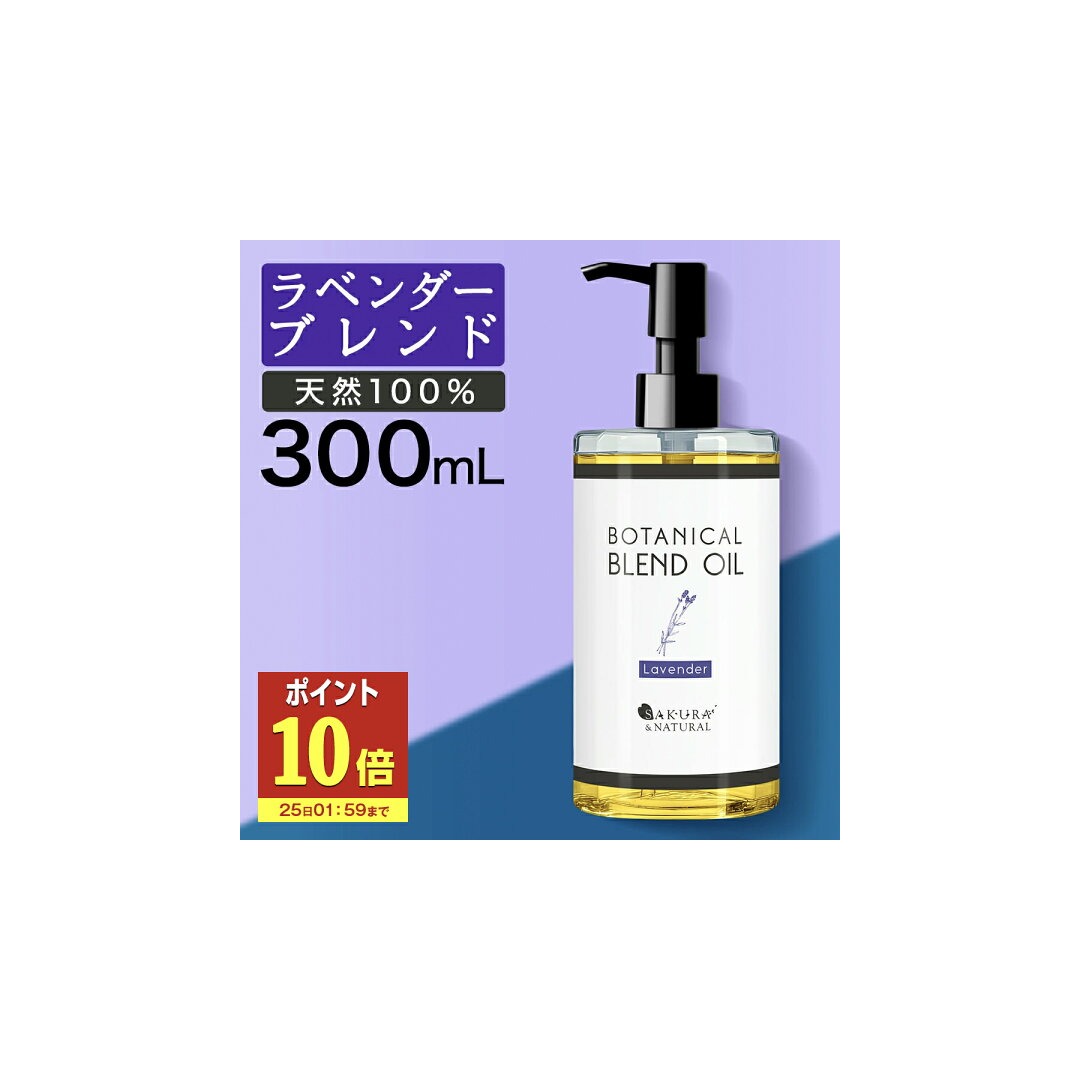 ラベンダー
ブレンド
天然100%
300mL
BOTANICAL
BLEND OIL
Lavender
SAKURA
& NATURAL
ポイント
10倍
25日01:59まで